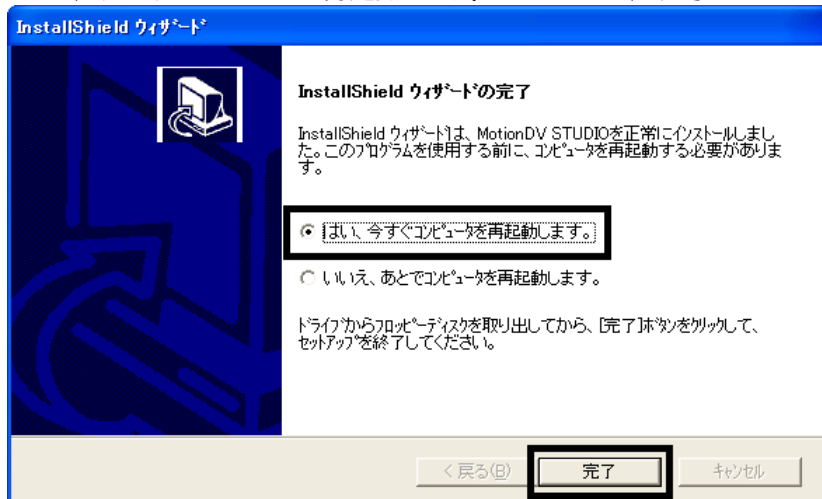 InstallShield ウィザード
InstallShield ウィザードの完了
InstallShield ウィザードは、MotionDV STUDIOを正常にインストールしまし
た。このプログラムを使用する前に、コンピュータを再起動する必要がありま
す。
はい、今すぐコンピュータを再起動します。
いいえ、あとでコンピュータを再起動します。
ドライブからフロッピーディスクを取り出してから、[完了]ボタンをクリックして、
セットアップを終了してください。
< 戻る(B)
完了
キャンセル